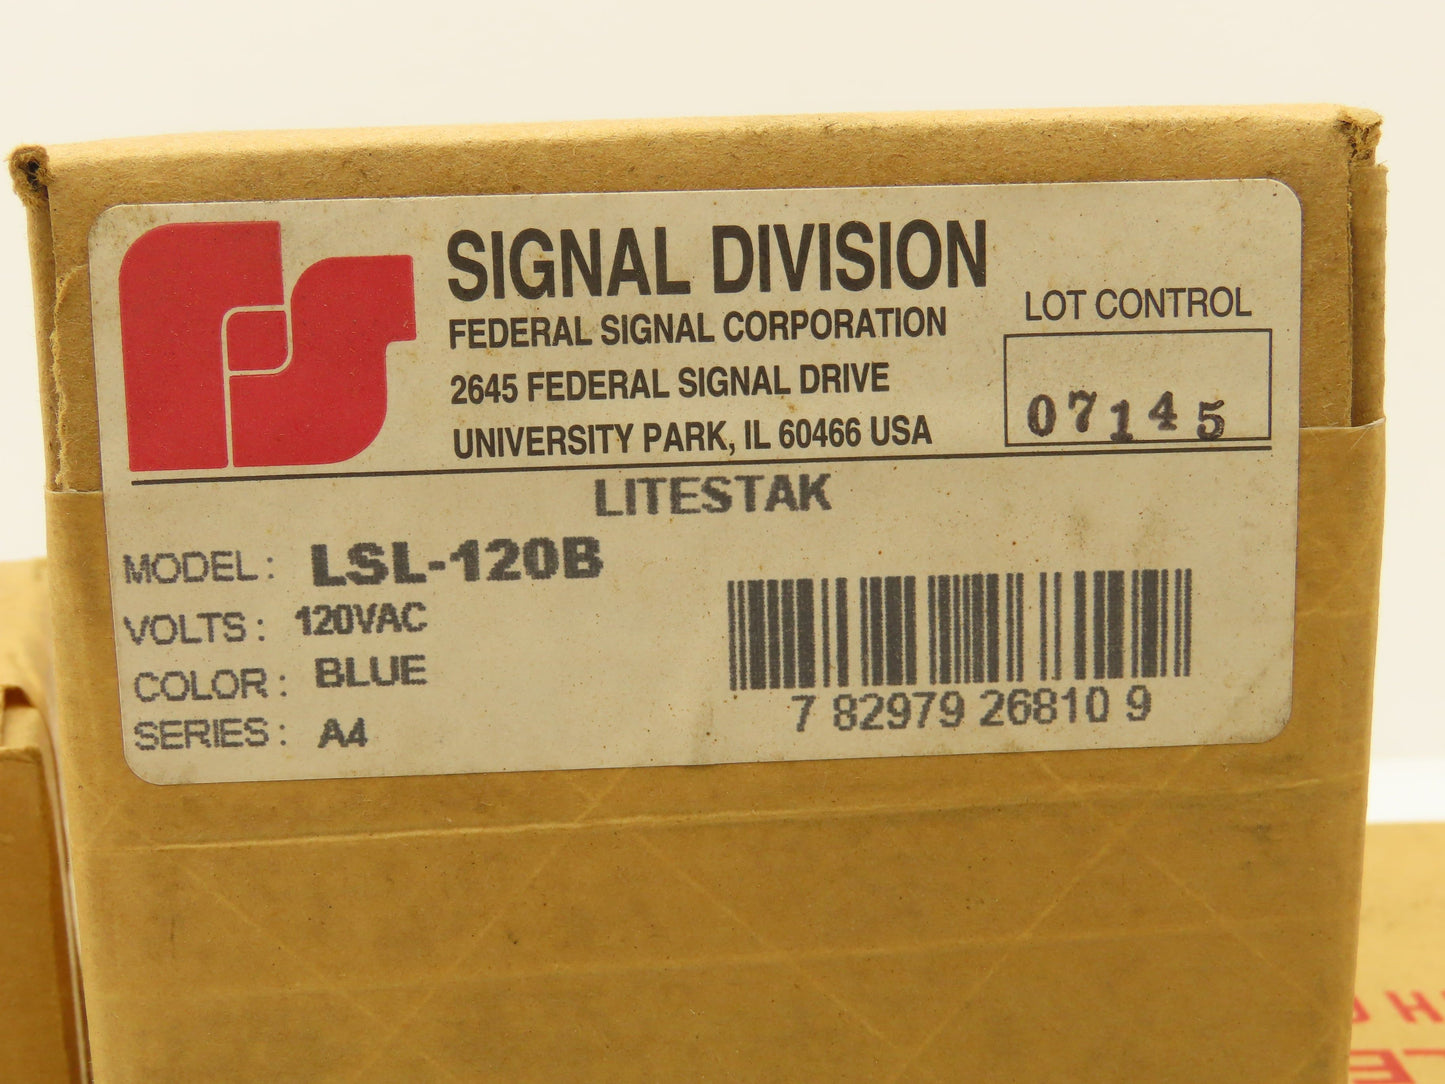 SIGNAL DIVISION
FEDERAL SIGNAL CORPORATION
2645 FEDERAL SIGNAL DRIVE
UNIVERSITY PARK, IL 60466 USA
LOT CONTROL
07145
LITESTAK
MODEL: LSL-120B
VOLTS: 120VAC
COLOR: BLUE
SERIES: A4
7 82979 26810 9